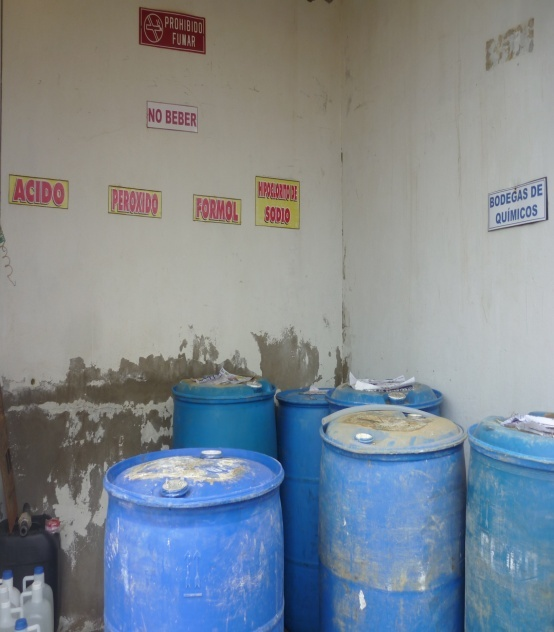 PROHIBIDO
FUMAR
NO BEBER
ACIDO
PEROXIDO
FORMOL
HIPOCLORITO DE
SODIO
BODEGAS DE
QUÍMICOS